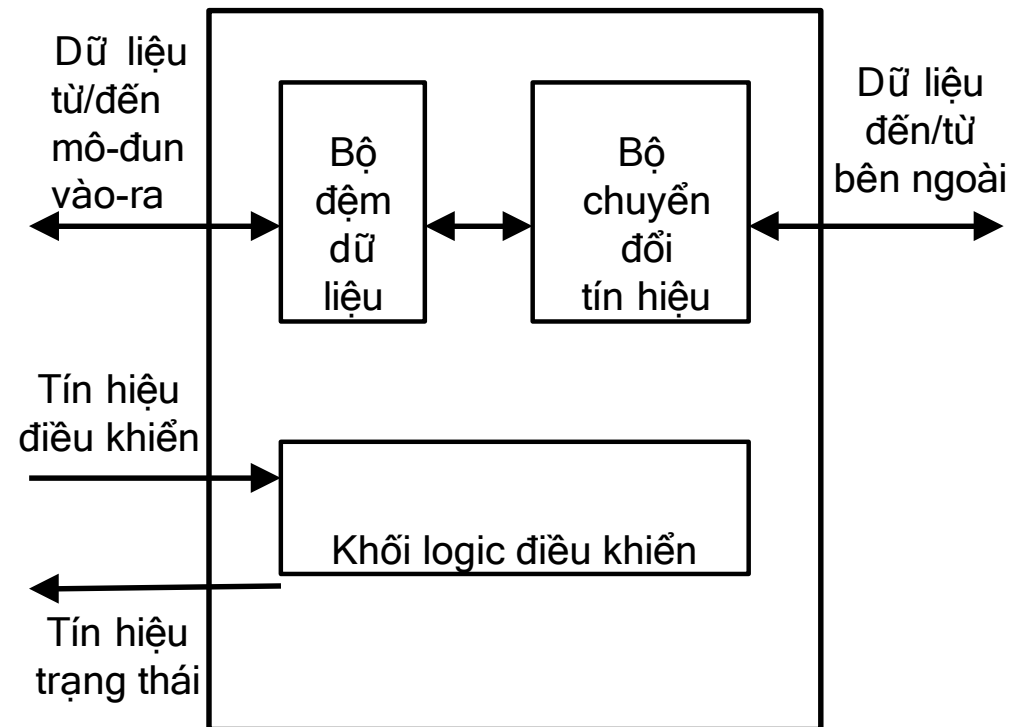 Dữ liệu
từ/đến
mô-đun
vào-ra
Bộ
đệm
dữ
liệu
Bộ
chuyển
đổi
tín hiệu
Dữ liệu
đến/từ
bên ngoài
Tín hiệu
điều khiển
Khối logic điều khiển
Tín hiệu
trạng thái